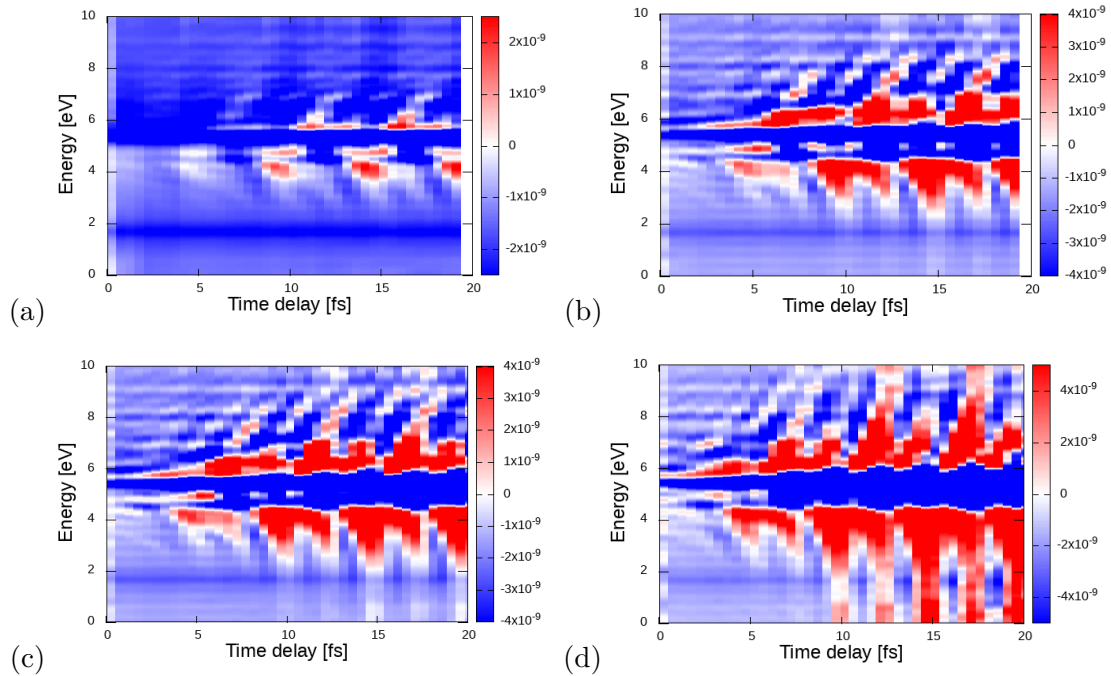 10
8
6
4
2
0
Energy [eV]
0
5
10
15
20
Time delay [fs]
2x10-9
1x10-9
0
-1x10-9
-2x10-9
(a)
10
8
6
4
2
0
Energy [eV]
0
5
10
15
20
Time delay [fs]
4x10-9
3x10-9
2x10-9
1x10-9
0
-1x10-9
-2x10-9
-3x10-9
-4x10-9
(b)
10
8
6
4
2
0
Energy [eV]
0
5
10
15
20
Time delay [fs]
4x10-9
3x10-9
2x10-9
1x10-9
0
-1x10-9
-2x10-9
-3x10-9
-4x10-9
(c)
10
8
6
4
2
0
Energy [eV]
0
5
10
15
20
Time delay [fs]
4x10-9
2x10-9
0
-2x10-9
-4x10-9
(d)